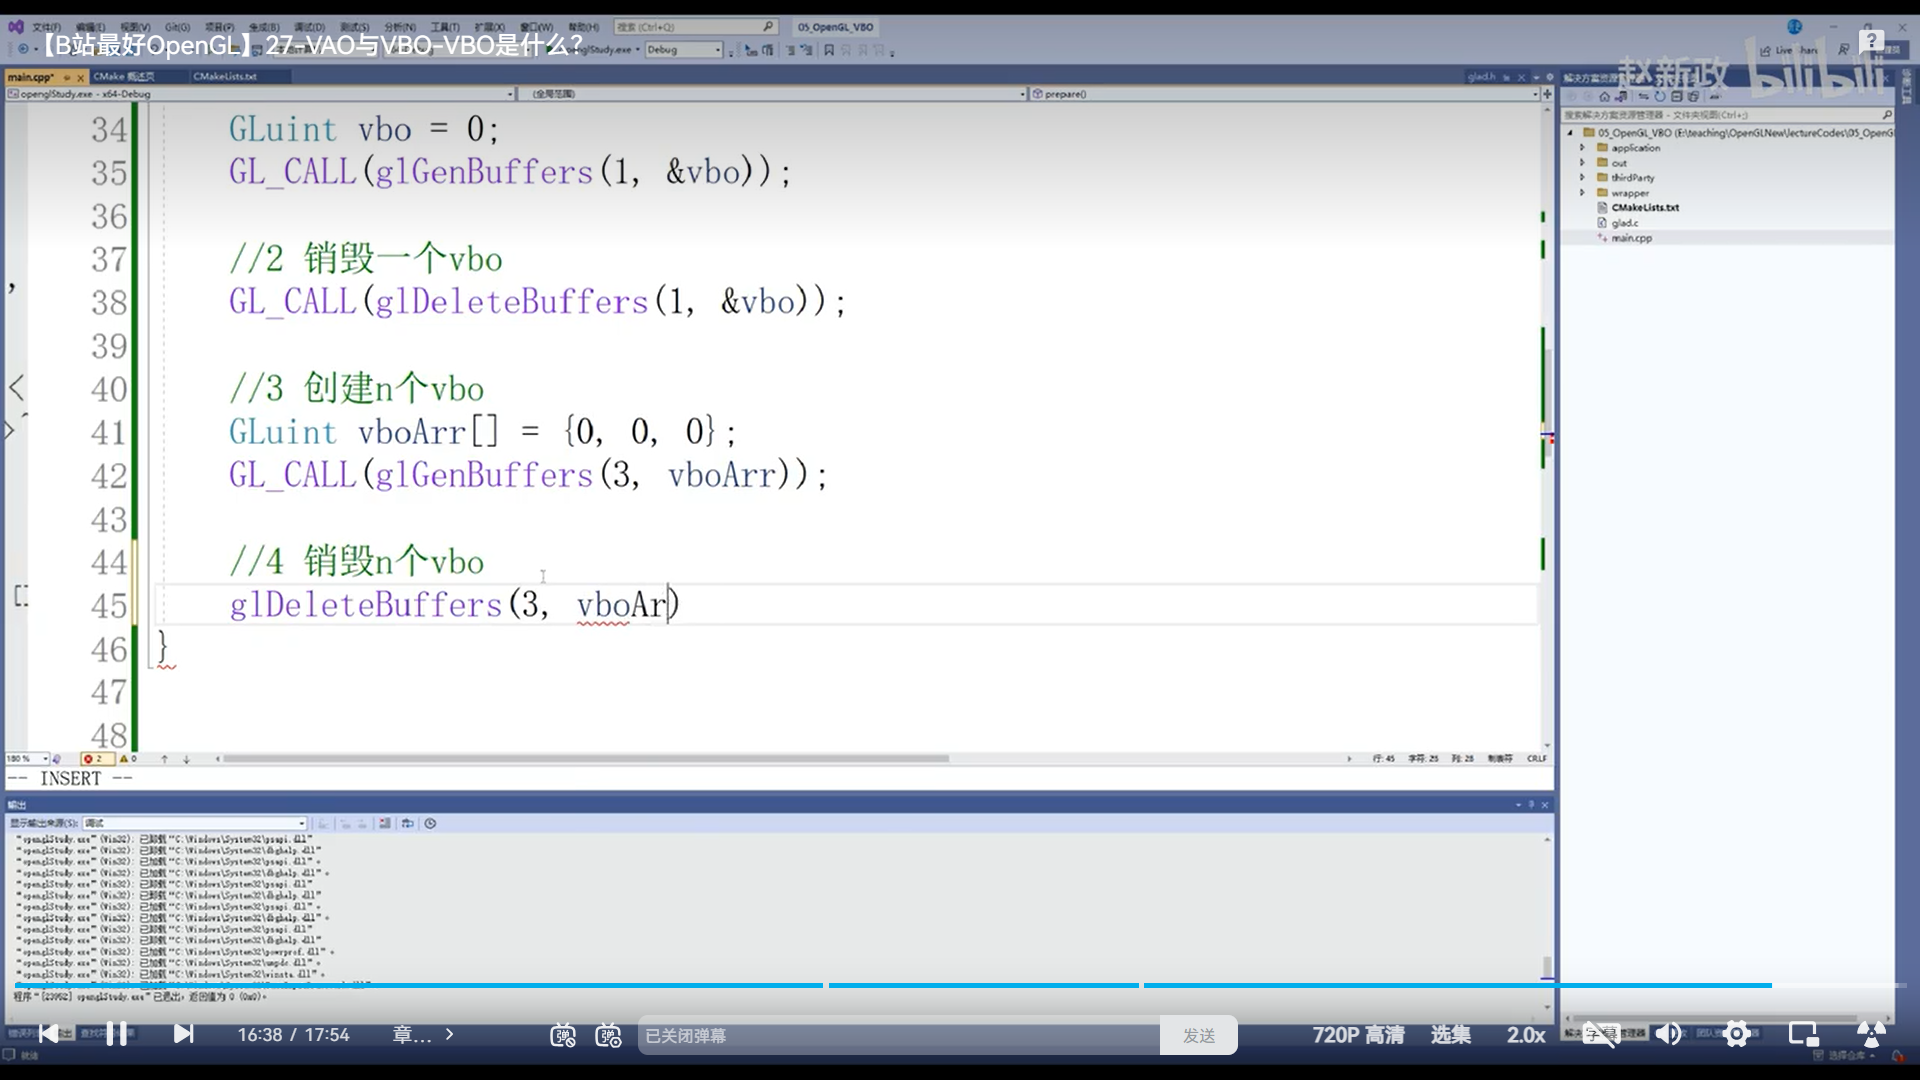 文件(F) 编辑(E) 视图(V) Git(G) 项目(P) 生成(B) 调试(D) 测试(S) 分析(N) 工具(T) 扩展(X) 窗口(W) 帮助(H) 搜索 (Ctrl+Q) 05_OpenGL_VBO
【B站最好OpenGL】27-VAO与VBO-VBO是什么?
Debug
Live Share
赵新政 bilibili
main.cpp* CMake 概述页 CMakeLists.txt glad.h
openglStudy.exe - x64-Debug (全局范围) prepare()
34 GLuint vbo = 0;
35 GL_CALL(glGenBuffers(1, &vbo));
36
37 //2 销毁一个vbo
38 GL_CALL(glDeleteBuffers(1, &vbo));
39
40 //3 创建n个vbo
41 GLuint vboArr[] = {0, 0, 0};
42 GL_CALL(glGenBuffers(3, vboArr));
43
44 //4 销毁n个vbo
45 glDeleteBuffers(3, vboAr)
46 }
47
48
180 % 2 0 行: 45 字符: 28 列: 28 制表符 CRLF
-- INSERT --
解决方案资源管理器
搜索解决方案资源管理器 - 文件夹视图(Ctrl+;)
05_OpenGL_VBO (E:\teaching\OpenGLNew\lectureCodes\05_OpenG
application
out
thirdParty
wrapper
CMakeLists.txt
glad.c
main.cpp
输出
显示输出来源(S): 调试
"openglStudy.exe" (Win32): 已卸载 "C:\Windows\System32\psapi.dll"
"openglStudy.exe" (Win32): 已卸载 "C:\Windows\System32\dbghelp.dll"
"openglStudy.exe" (Win32): 已加载 "C:\Windows\System32\psapi.dll"。
"openglStudy.exe" (Win32): 已加载 "C:\Windows\System32\dbghelp.dll"。
"openglStudy.exe" (Win32): 已卸载 "C:\Windows\System32\psapi.dll"
"openglStudy.exe" (Win32): 已卸载 "C:\Windows\System32\dbghelp.dll"
"openglStudy.exe" (Win32): 已加载 "C:\Windows\System32\psapi.dll"。
"openglStudy.exe" (Win32): 已加载 "C:\Windows\System32\dbghelp.dll"。
"openglStudy.exe" (Win32): 已卸载 "C:\Windows\System32\psapi.dll"
"openglStudy.exe" (Win32): 已卸载 "C:\Windows\System32\dbghelp.dll"
"openglStudy.exe" (Win32): 已加载 "C:\Windows\System32\powrprof.dll"。
"openglStudy.exe" (Win32): 已加载 "C:\Windows\System32\umpdc.dll"。
"openglStudy.exe" (Win32): 已加载 "C:\Windows\System32\winsta.dll"。
程序 "[23952] openglStudy.exe" 已退出，返回值为 0 (0x0)。
16:38 / 17:54 章... 已关闭弹幕 发送 720P 高清 选集 2.0x 字幕
就绪
选择仓库